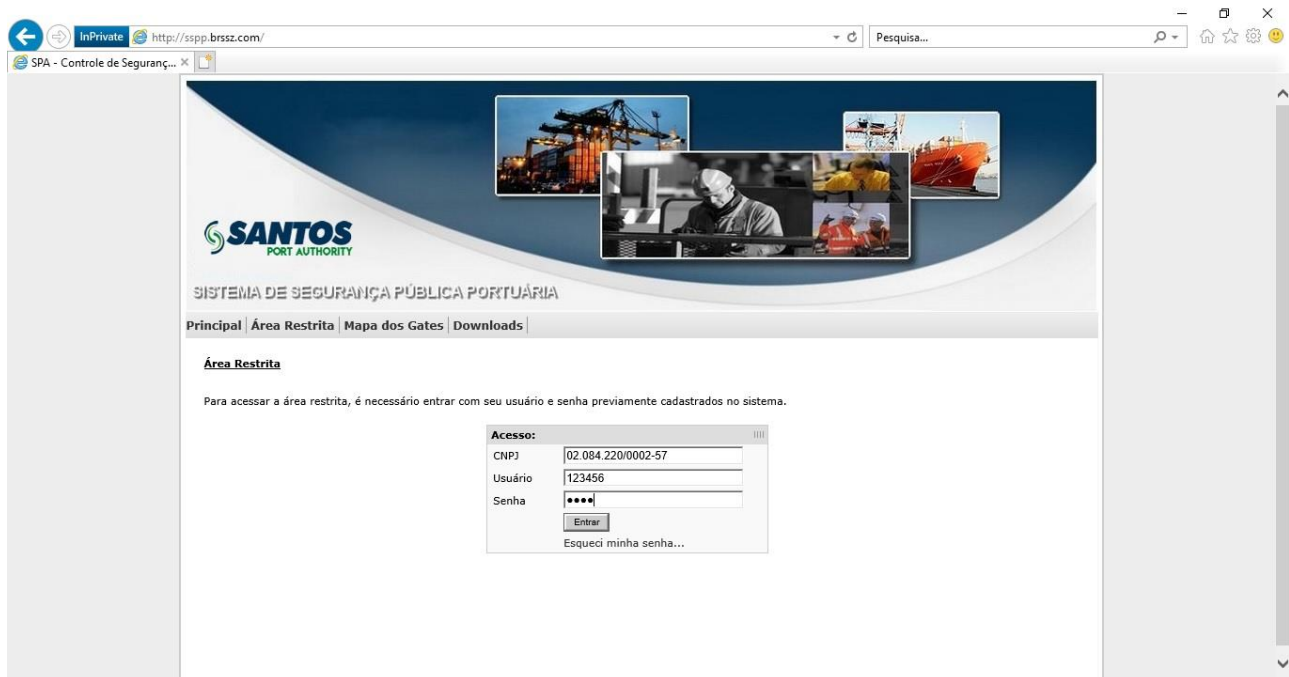 InPrivate http://sspp.brssz.com/ Pesquisa...
SPA - Controle de Seguranç...
SANTOS
PORT AUTHORITY
SISTEMA DE SEGURANÇA PÚBLICA PORTUÁRIA
Principal Área Restrita Mapa dos Gates Downloads
Área Restrita
Para acessar a área restrita, é necessário entrar com seu usuário e senha previamente cadastrados no sistema.
Acesso:
CNPJ 02.084.220/0002-57
Usuário 123456
Senha ●●●●
Entrar
Esqueci minha senha...